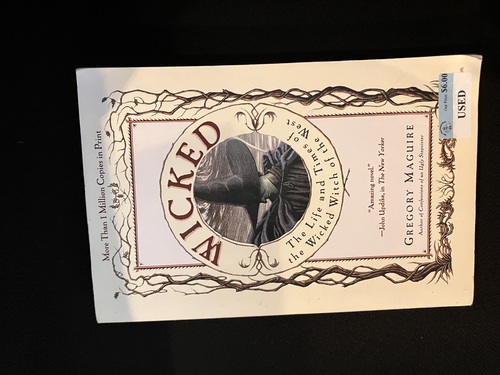 More Than 1 Million Copies in Print
WICKED
The Life and Times of
the Wicked Witch of the West
"Amazing novel."
—John Updike, in The New Yorker
GREGORY MAGUIRE
Author of Confessions of an Ugly Stepsister
$6.00
USED